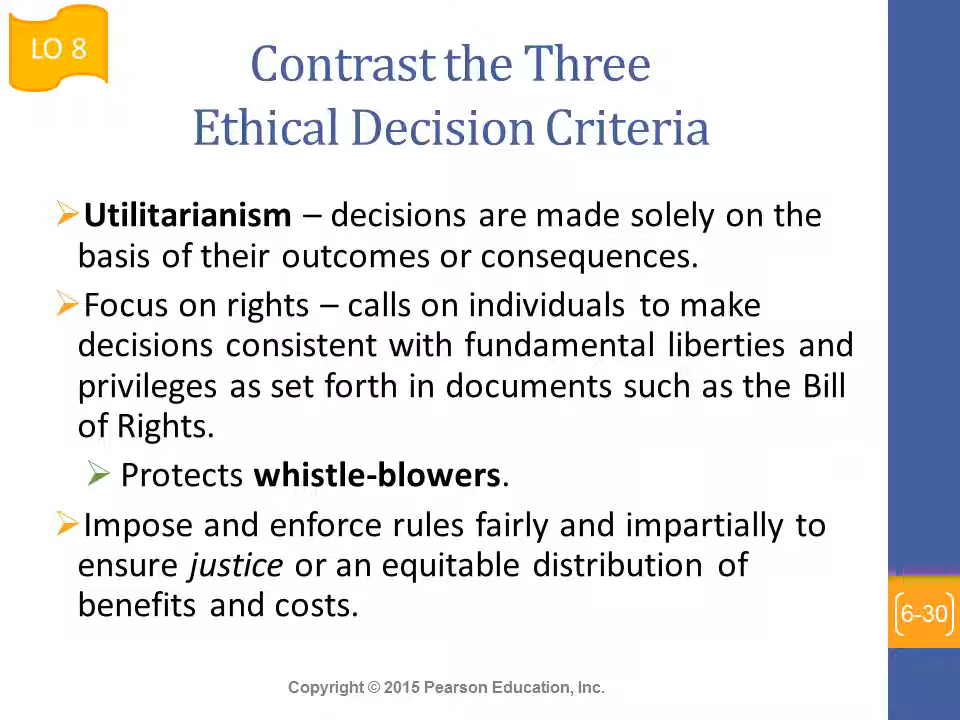 LO 8
Contrast the Three
Ethical Decision Criteria
Utilitarianism – decisions are made solely on the
basis of their outcomes or consequences.
Focus on rights – calls on individuals to make
decisions consistent with fundamental liberties and
privileges as set forth in documents such as the Bill
of Rights.
Protects whistle-blowers.
Impose and enforce rules fairly and impartially to
ensure justice or an equitable distribution of
benefits and costs.
6-30
Copyright © 2015 Pearson Education, Inc.